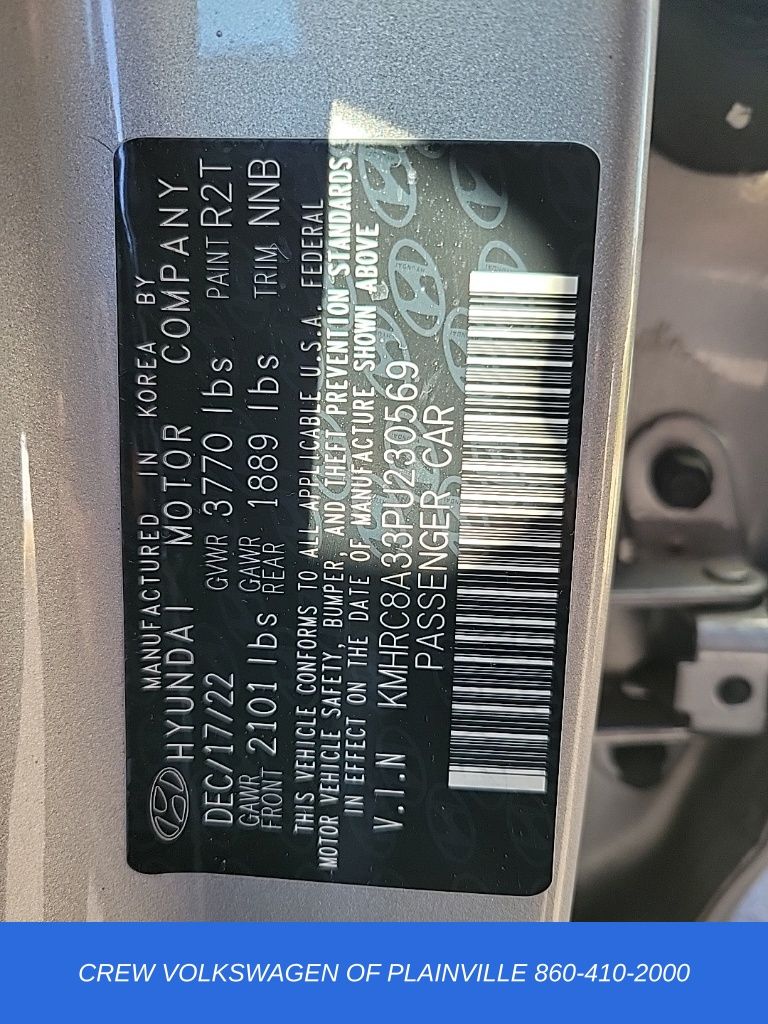 MANUFACTURED IN KOREA BY
HYUNDAI MOTOR COMPANY
DEC/17/22 GVWR 3770 lbs PAINT R2T
GAWR FRONT 2101 lbs GAWR REAR 1889 lbs TRIM NNB
THIS VEHICLE CONFORMS TO ALL APPLICABLE U.S.A. FEDERAL
MOTOR VEHICLE SAFETY, BUMPER, AND THEFT PREVENTION STANDARDS
IN EFFECT ON THE DATE OF MANUFACTURE SHOWN ABOVE
V.I.N KMHRC8A33PU230569
PASSENGER CAR
CREW VOLKSWAGEN OF PLAINVILLE 860-410-2000